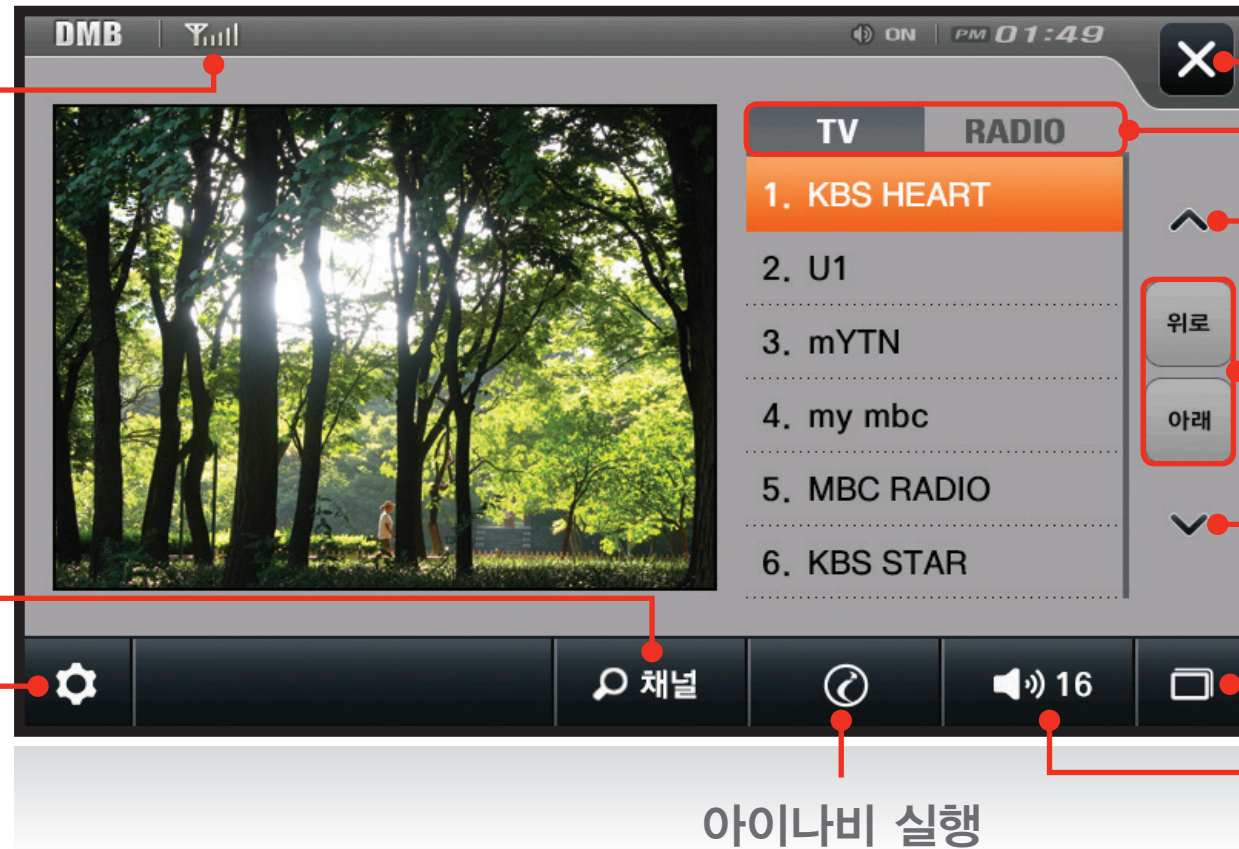 DMB ON PM 01:49
TV RADIO
1. KBS HEART
2. U1
3. mYTN
4. my mbc
5. MBC RADIO
6. KBS STAR
위로
아래
채널 16
아이나비 실행